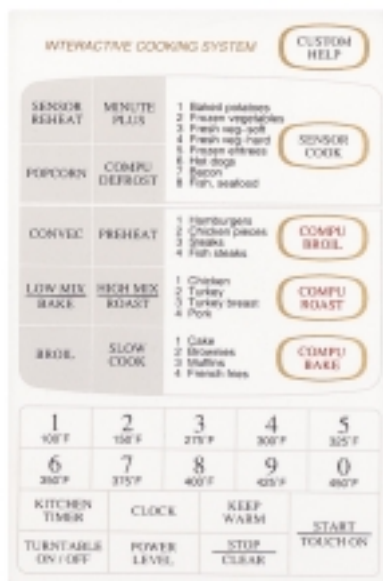 INTERACTIVE COOKING SYSTEM
CUSTOM
HELP
SENSOR
REHEAT
MINUTE
PLUS
POPCORN
COMPU
DEFROST
1 Baked potatoes
2 Frozen vegetables
3 Fresh veg-soft
4 Fresh veg-hard
5 Frozen entrees
6 Hot dogs
7 Bacon
8 Fish, seafood
SENSOR
COOK
CONVEC
PREHEAT
1 Hamburgers
2 Chicken pieces
3 Steaks
4 Fish steaks
COMPU
BROIL
LOW MIX
BAKE
HIGH MIX
ROAST
1 Chicken
2 Turkey
3 Turkey breast
4 Pork
COMPU
ROAST
BROIL
SLOW
COOK
1 Cake
2 Brownies
3 Muffins
4 French fries
COMPU
BAKE
1 2 3 4 5
100°F 150°F 275°F 300°F 325°F
6 7 8 9 0
350°F 375°F 400°F 425°F 450°F
KITCHEN
TIMER
CLOCK
KEEP
WARM
TURNTABLE
ON / OFF
POWER
LEVEL
STOP
CLEAR
START
TOUCH ON